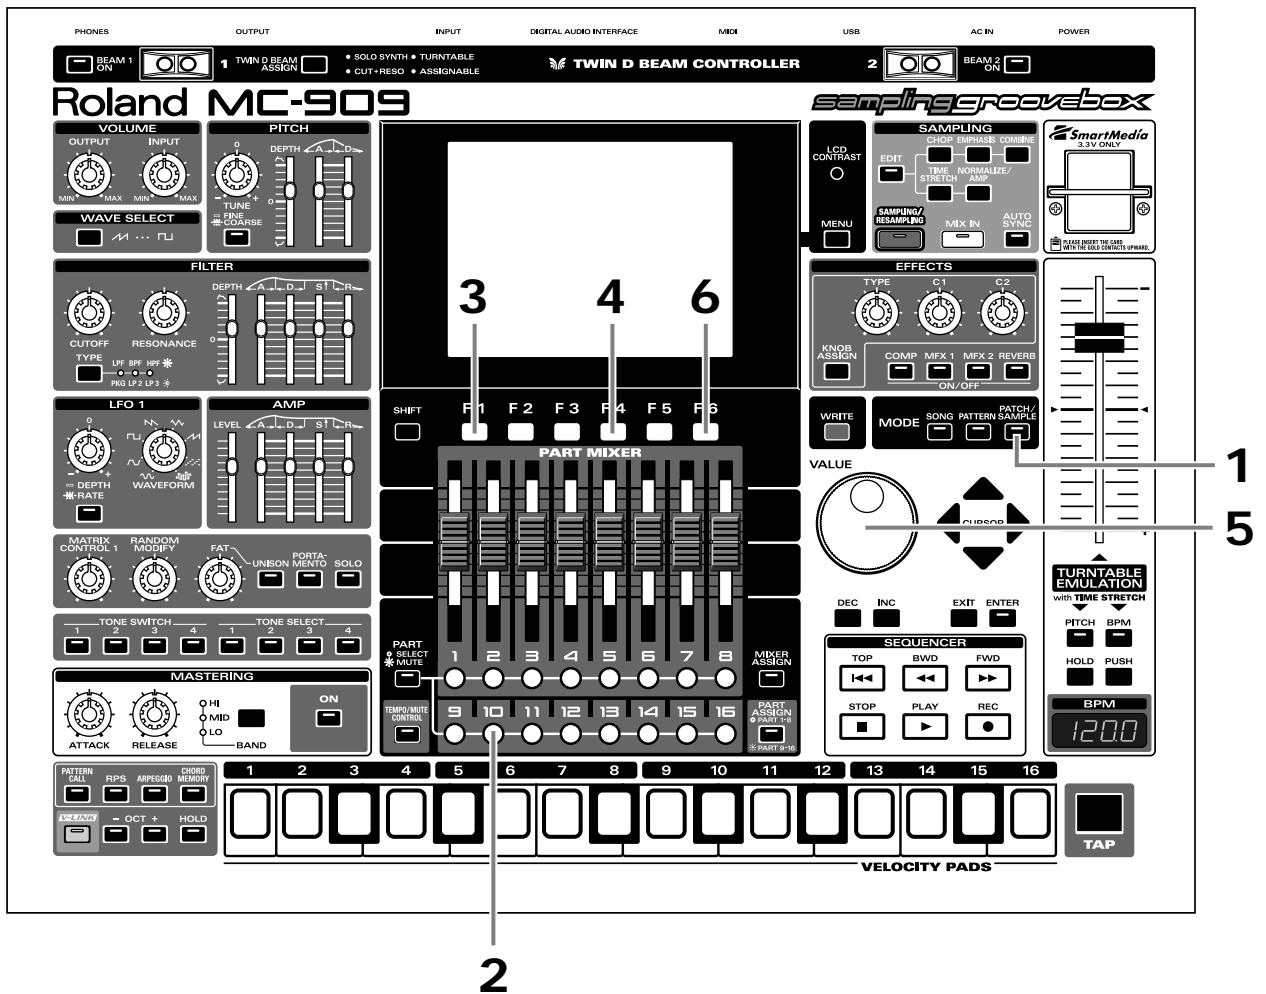 PHONES OUTPUT INPUT DIGITAL AUDIO INTERFACE MIDI USB AC IN POWER
BEAM 1
ON
1 TWIN D BEAM
ASSIGN
• SOLO SYNTH • TURNTABLE
• CUT+RESO • ASSIGNABLE
TWIN D BEAM CONTROLLER
2
BEAM 2
ON
Roland MC-909
samplinggroovebox
VOLUME
OUTPUT INPUT
MIN MAX MIN MAX
PITCH
0 DEPTH A D
- + 0
TUNE
FINE
COARSE
WAVE SELECT
...
LCD
CONTRAST
MENU
SAMPLING
CHOP EMPHASIS COMBINE
EDIT
TIME
STRETCH
NORMALIZE/
AMP
SAMPLING/
RESAMPLING
MIX IN
AUTO
SYNC
SmartMedia
3.3V ONLY
PLEASE INSERT THE CARD
WITH THE GOLD CONTACTS UPWARD.
FILTER
DEPTH A D S R
0
CUTOFF RESONANCE
TYPE
LPF BPF HPF
PKG LP2 LP3
EFFECTS
TYPE C1 C2
KNOB
ASSIGN
COMP MFX 1 MFX 2 REVERB
ON/OFF
3 4 6
LFO 1
0
- +
DEPTH
RATE
WAVEFORM
AMP
LEVEL A D S R
SHIFT F1 F2 F3 F4 F5 F6
WRITE
MODE SONG PATTERN
PATCH/
SAMPLE
1
PART MIXER
VALUE
CURSOR
5
- +
MATRIX
CONTROL 1
RANDOM
MODIFY
FAT
UNISON
PORTA-
MENTO
SOLO
TURNTABLE
EMULATION
with TIME STRETCH
PITCH BPM
HOLD PUSH
DEC INC EXIT ENTER
TONE SWITCH TONE SELECT
1 2 3 4 1 2 3 4
PART
SELECT
MUTE
1 2 3 4 5 6 7 8
MIXER
ASSIGN
SEQUENCER
TOP BWD FWD
STOP PLAY REC
MASTERING
ATTACK RELEASE
HI
MID
LO
BAND
ON
TEMPO/MUTE
CONTROL
9 10 11 12 13 14 15 16
PART
ASSIGN
PART 1-8
PART 9-16
BPM
120.0
PATTERN
CALL
RPS
ARPEGGIO
CHORD
MEMORY
V-LINK
- OCT +
HOLD
1 2 3 4 5 6 7 8 9 10 11 12 13 14 15 16
TAP
VELOCITY PADS
2